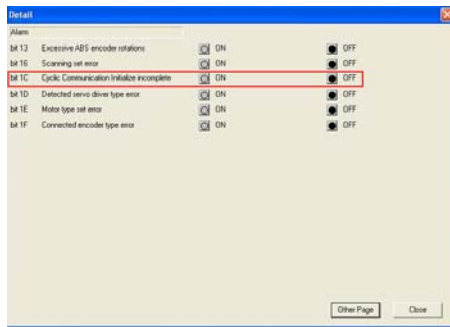 Detail
Alarm
bit 13 Excessive ABS encoder rotations ON OFF
bit 16 Scanning set error ON OFF
bit 1C Cyclic Communication Initialize incomplete ON OFF
bit 1D Detected servo driver type error ON OFF
bit 1E Motor type set error ON OFF
bit 1F Connected encoder type error ON OFF
Other Page Close